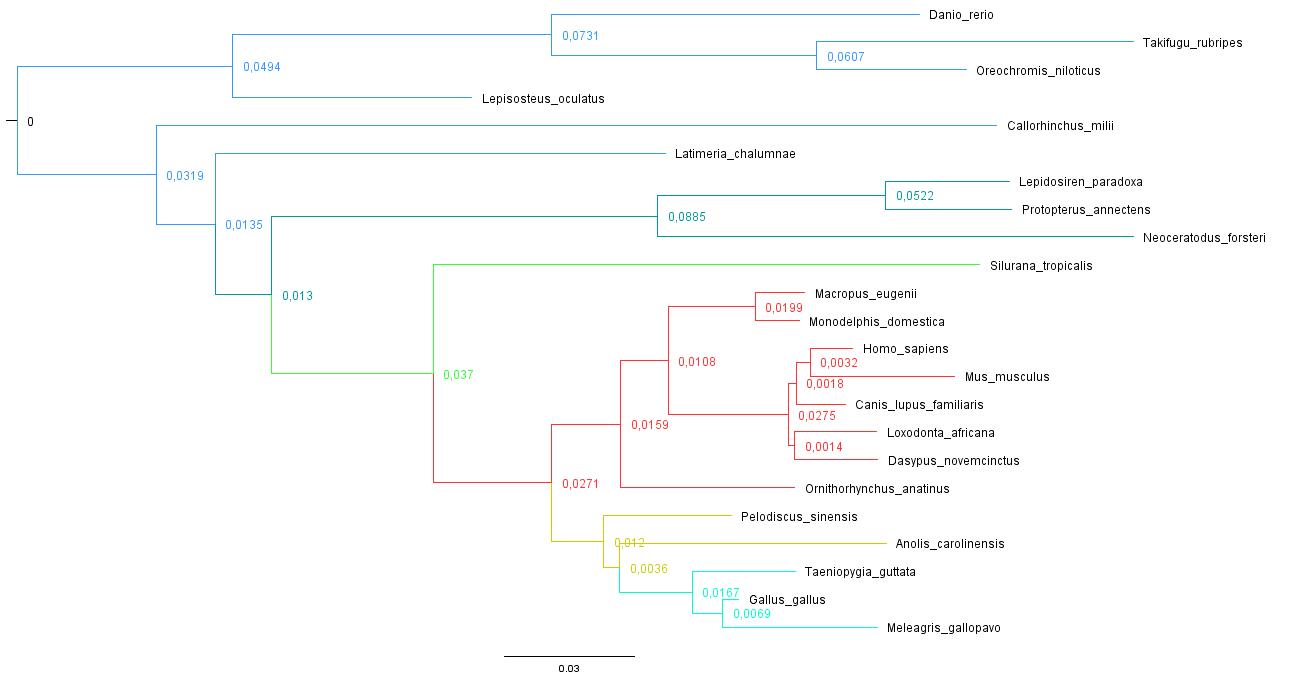 Danio_rerio
0,0731
Takifugu_rubripes
0,0607
Oreochromis_niloticus
0,0494
Lepisosteus_oculatus
0
Callorhinchus_milii
Latimeria_chalumnae
0,0319
Lepidosiren_paradoxa
0,0522
Protopterus_annectens
0,0885
0,0135
Neoceratodus_forsteri
Silurana_tropicalis
0,013
Macropus_eugenii
0,0199
Monodelphis_domestica
Homo_sapiens
0,0108
0,0032
0,037
Mus_musculus
0,0018
Canis_lupus_familiaris
0,0275
0,0159
Loxodonta_africana
0,0014
Dasypus_novemcinctus
0,0271
Ornithorhynchus_anatinus
Pelodiscus_sinensis
0,012
Anolis_carolinensis
0,0036
Taeniopygia_guttata
0,0167
Gallus_gallus
0,0069
Meleagris_gallopavo
0.03